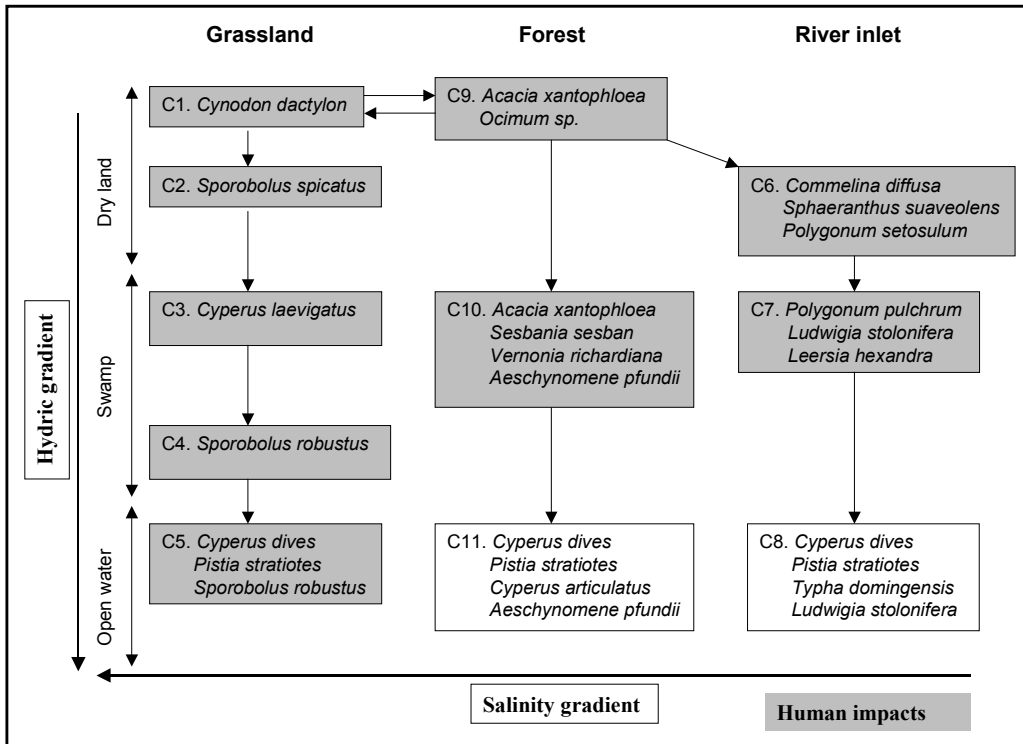 Grassland
Forest
River inlet
C1. Cynodon dactylon
C9. Acacia xantophloea
Ocimum sp.
C2. Sporobolus spicatus
C6. Commelina diffusa
Sphaeranthus suaveolens
Polygonum setosulum
Dry land
C3. Cyperus laevigatus
C10. Acacia xantophloea
Sesbania sesban
Vernonia richardiana
Aeschynomene pfundii
C7. Polygonum pulchrum
Ludwigia stolonifera
Leersia hexandra
Hydric gradient
Swamp
C4. Sporobolus robustus
C5. Cyperus dives
Pistia stratiotes
Sporobolus robustus
C11. Cyperus dives
Pistia stratiotes
Cyperus articulatus
Aeschynomene pfundii
C8. Cyperus dives
Pistia stratiotes
Typha domingensis
Ludwigia stolonifera
Open water
Salinity gradient
Human impacts